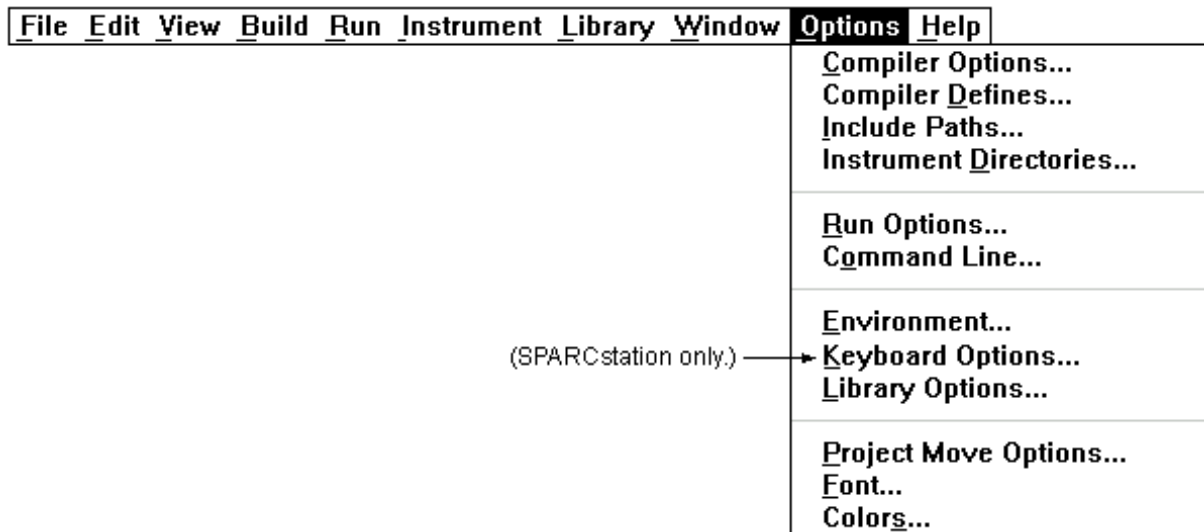 File Edit View Build Run Instrument Library Window Options Help
Compiler Options...
Compiler Defines...
Include Paths...
Instrument Directories...
Run Options...
Command Line...
Environment...
(SPARCstation only.) Keyboard Options...
Library Options...
Project Move Options...
Font...
Colors...